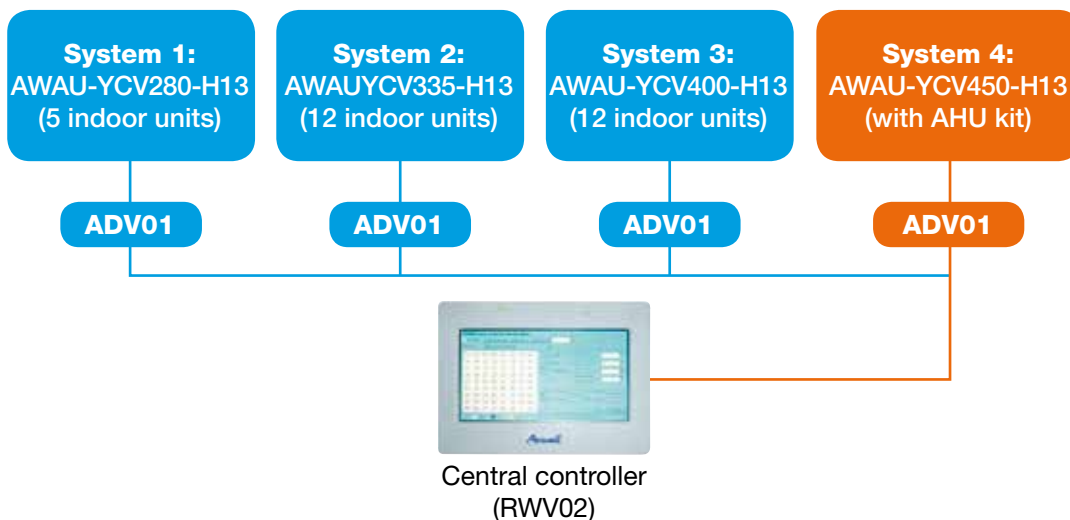 System 1:
AWAU-YCV280-H13
(5 indoor units)
System 2:
AWAUYCV335-H13
(12 indoor units)
System 3:
AWAU-YCV400-H13
(12 indoor units)
System 4:
AWAU-YCV450-H13
(with AHU kit)
ADV01
ADV01
ADV01
ADV01
Airwell
Central controller
(RWV02)